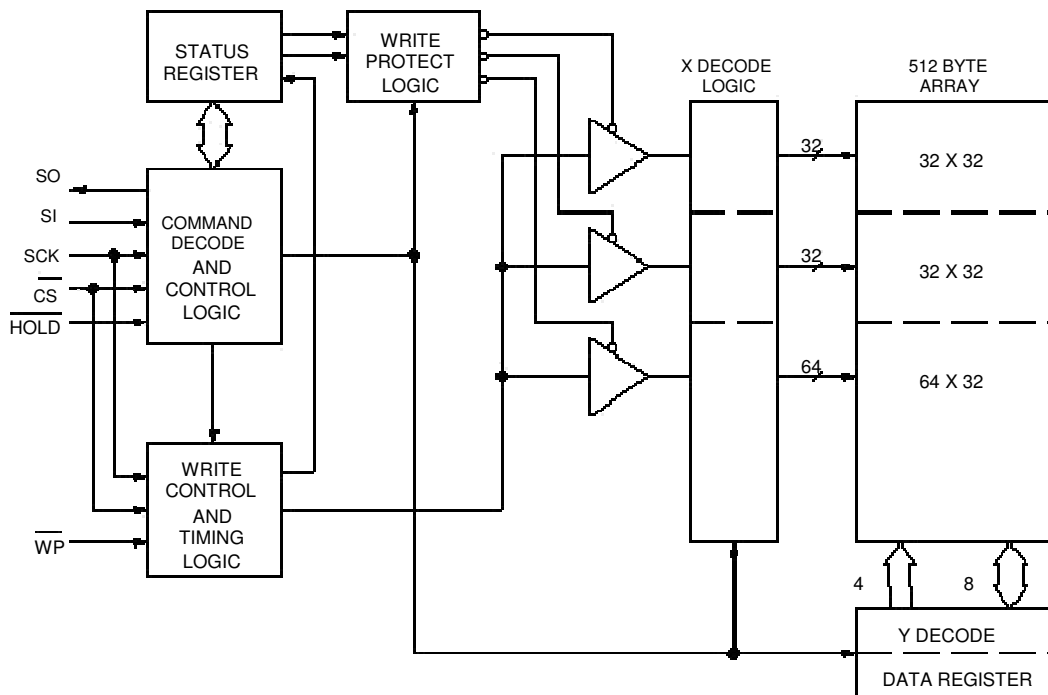 STATUS
REGISTER
WRITE
PROTECT
LOGIC
X DECODE
LOGIC
512 BYTE
ARRAY
SO
SI
SCK
CS
HOLD
COMMAND
DECODE
AND
CONTROL
LOGIC
32
32 X 32
32
32 X 32
64
64 X 32
WP
WRITE
CONTROL
AND
TIMING
LOGIC
4
8
Y DECODE
DATA REGISTER